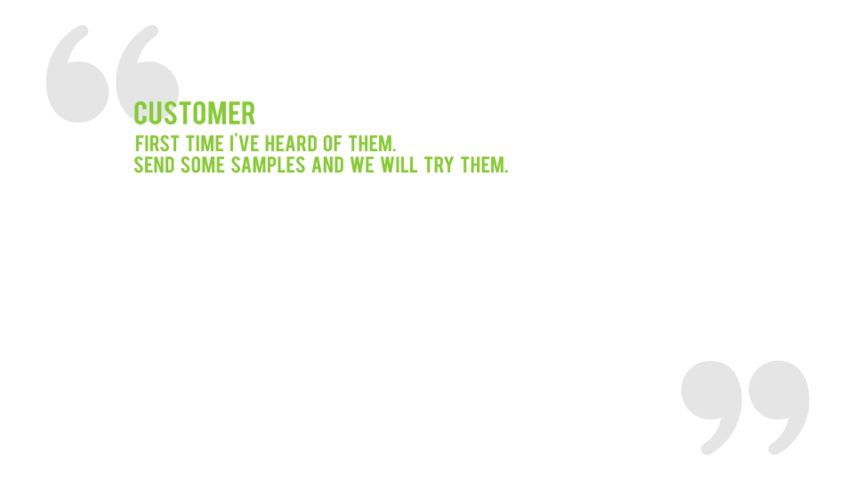 CUSTOMER
FIRST TIME I'VE HEARD OF THEM.
SEND SOME SAMPLES AND WE WILL TRY THEM.